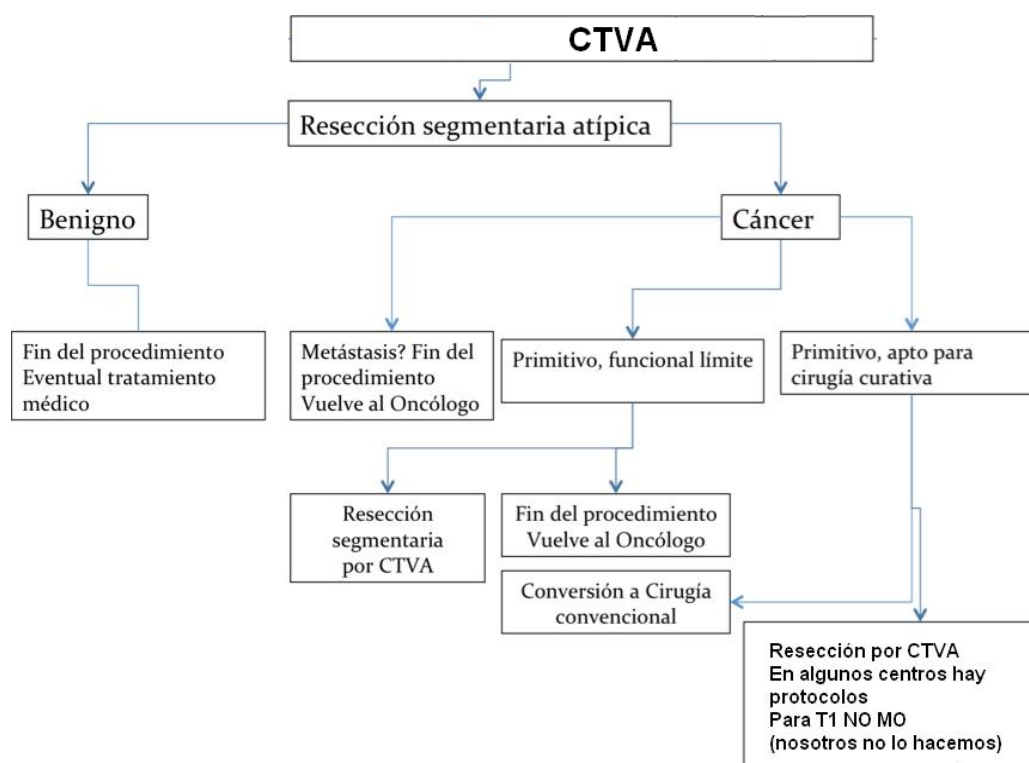 CTVA
Resección segmentaria atípica
Benigno
Cáncer
Fin del procedimiento
Eventual tratamiento
médico
Metástasis? Fin del
procedimiento
Vuelve al Oncólogo
Primitivo, funcional límite
Primitivo, apto para
cirugía curativa
Resección
segmentaria
por CTVA
Fin del procedimiento
Vuelve al Oncólogo
Conversión a Cirugía
convencional
Resección por CTVA
En algunos centros hay
protocolos
Para T1 NO MO
(nosotros no lo hacemos)